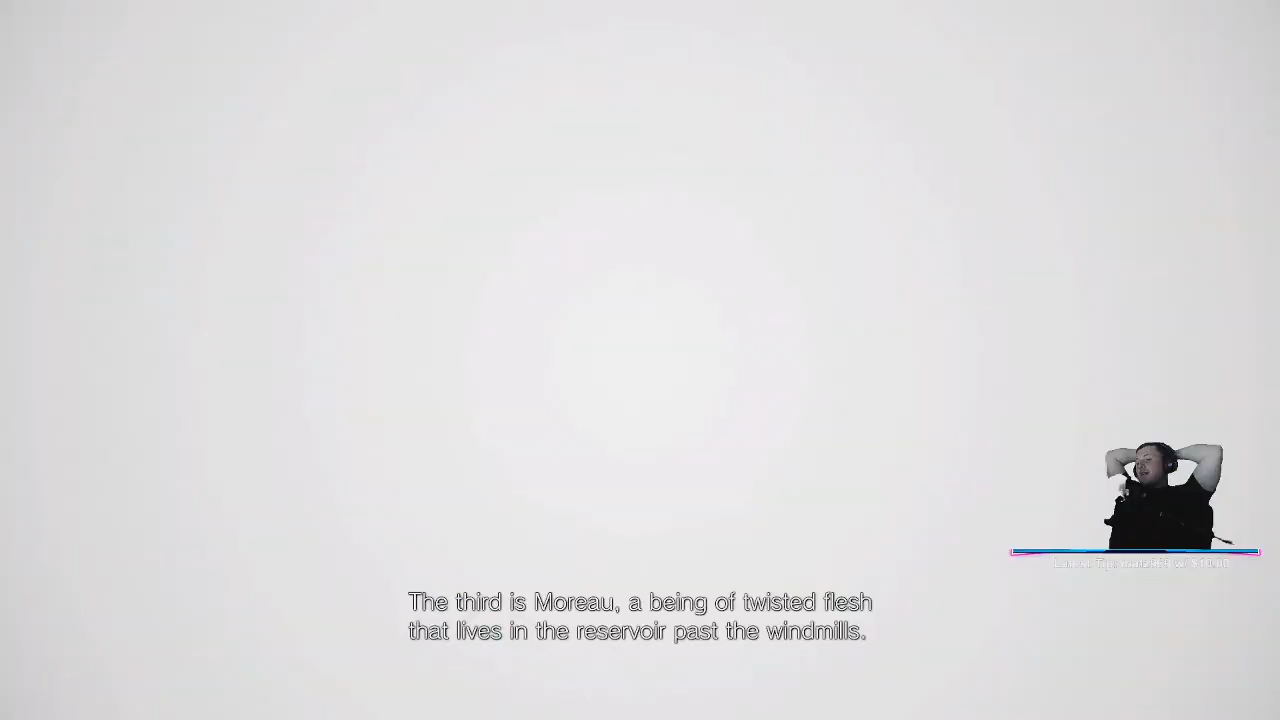 The third is Moreau, a being of twisted flesh
that lives in the reservoir past the windmills.